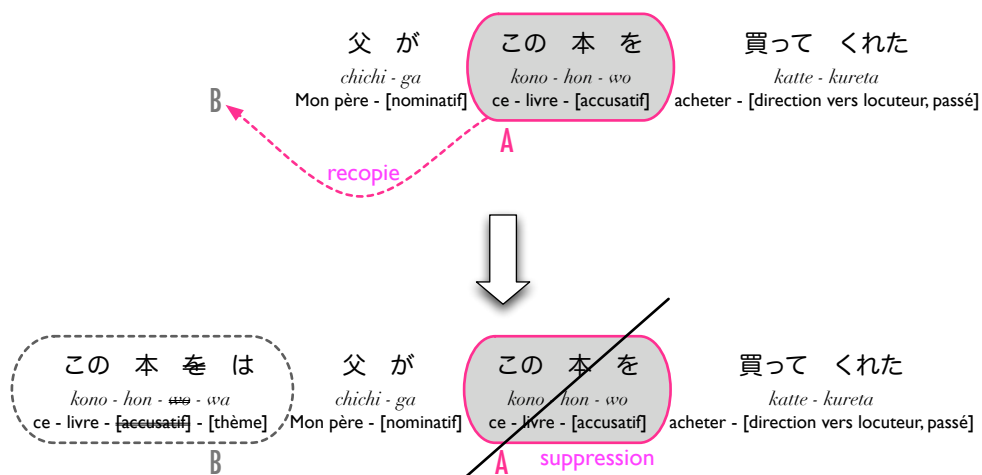 父 が この 本 を 買って くれた
chichi - ga kono - hon - wo katte - kureta
Mon père - [nominatif] ce - livre - [accusatif] acheter - [direction vers locuteur, passé]
B
A
recopie
この 本 を は 父 が この 本 を 買って くれた
kono - hon - wo - wa chichi - ga kono - hon - wo katte - kureta
ce - livre - [accusatif] - [thème] Mon père - [nominatif] ce - livre - [accusatif] acheter - [direction vers locuteur, passé]
B A suppression